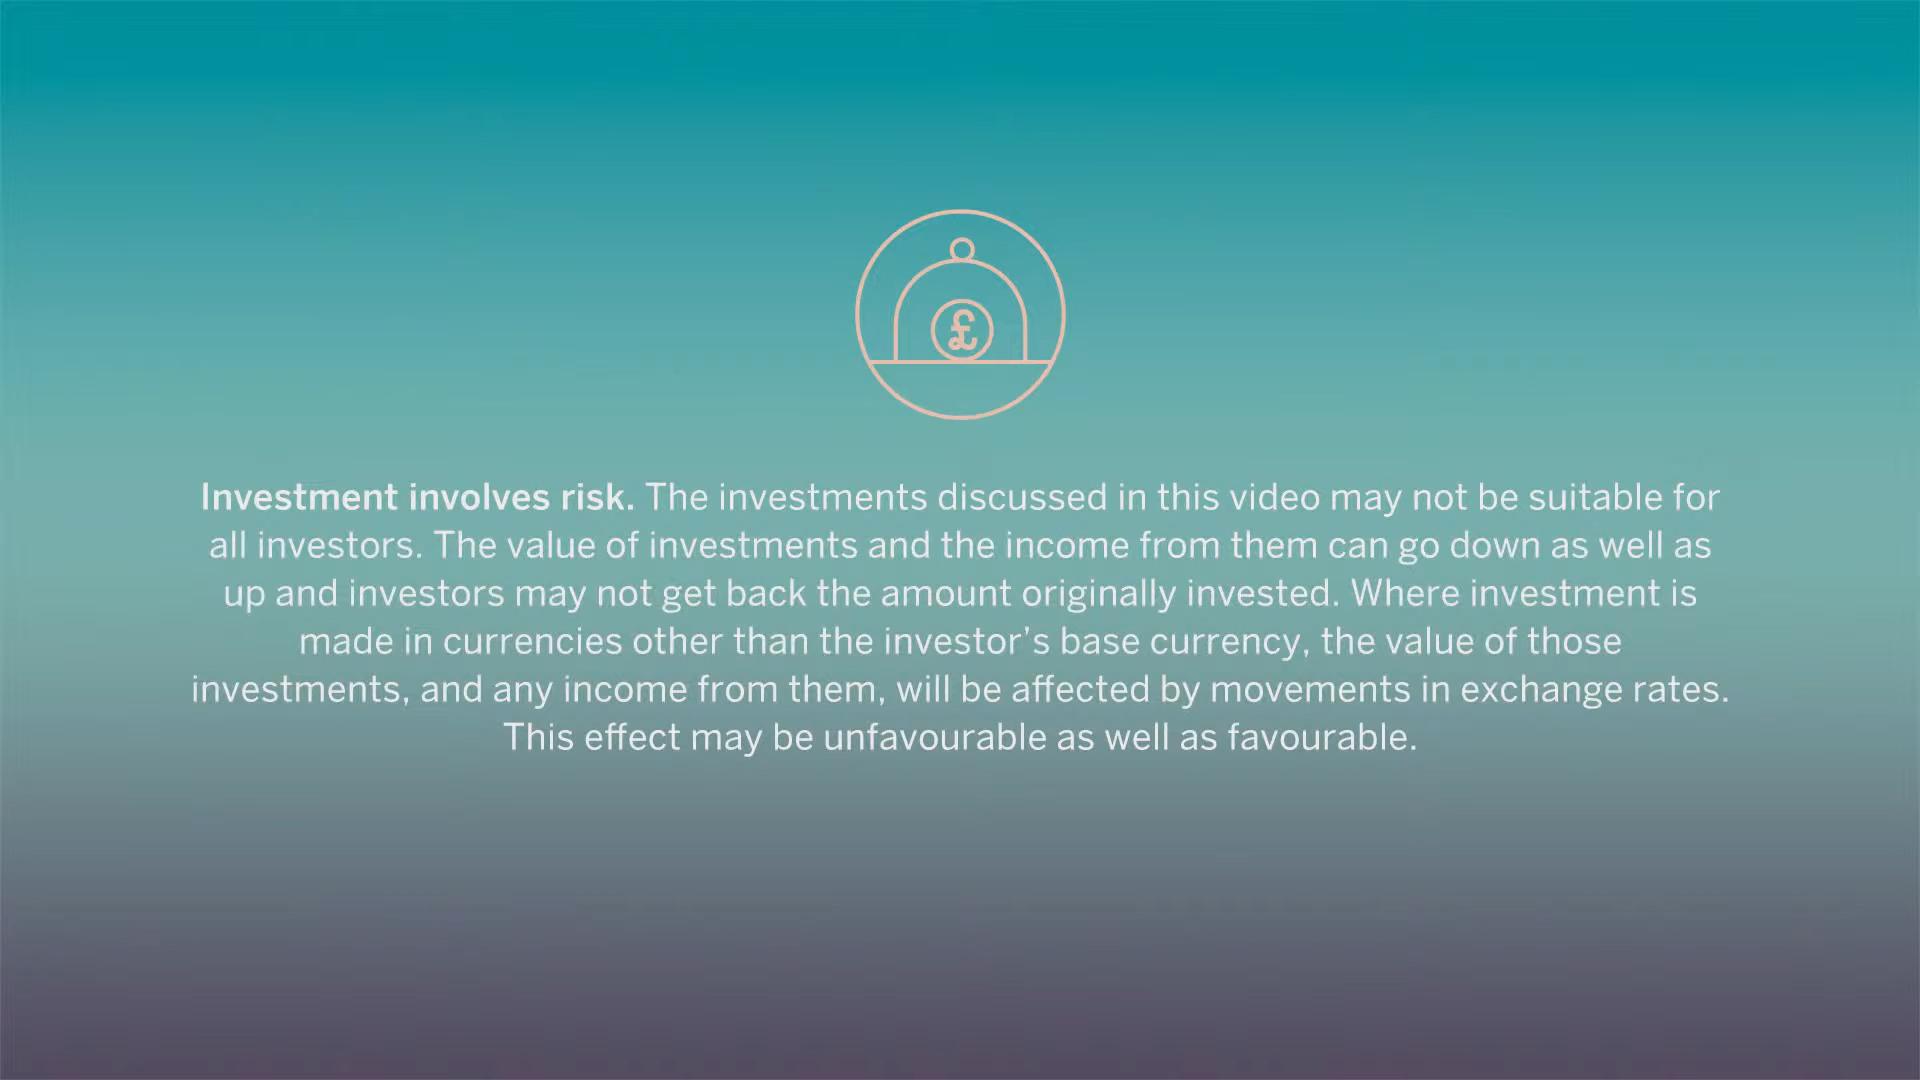 £
Investment involves risk. The investments discussed in this video may not be suitable for
all investors. The value of investments and the income from them can go down as well as
up and investors may not get back the amount originally invested. Where investment is
made in currencies other than the investor’s base currency, the value of those
investments, and any income from them, will be affected by movements in exchange rates.
This effect may be unfavourable as well as favourable.